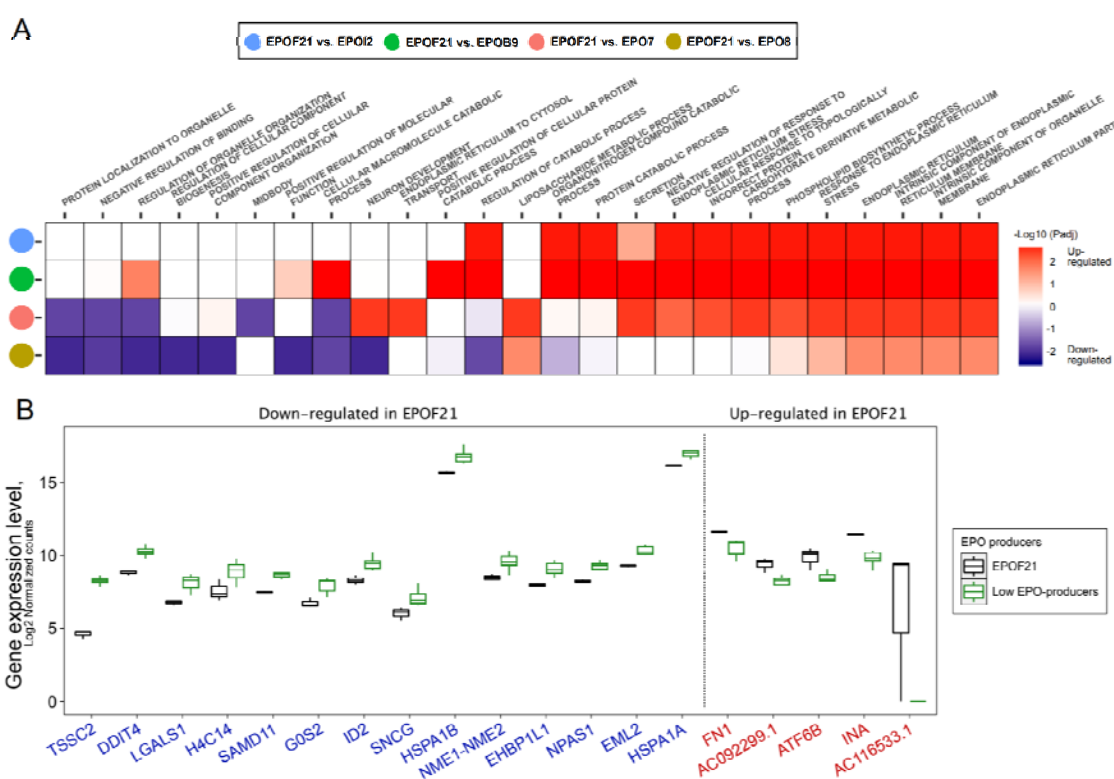 A
EPOF21 vs. EPOI2
EPOF21 vs. EPOB9
EPOF21 vs. EPO7
EPOF21 vs. EPO8
PROTEIN LOCALIZATION TO ORGANELLE
NEGATIVE REGULATION OF BINDING
REGULATION OF ORGANELLE ORGANIZATION
REGULATION OF CELLULAR COMPONENT
BIOGENESIS
POSITIVE REGULATION OF CELLULAR
COMPONENT ORGANIZATION
MIDBODY
POSITIVE REGULATION OF MOLECULAR
FUNCTION
CELLULAR MACROMOLECULE CATABOLIC
PROCESS
NEURON DEVELOPMENT
ENDOPLASMIC RETICULUM TO CYTOSOL
TRANSPORT
POSITIVE REGULATION OF CELLULAR PROTEIN
CATABOLIC PROCESS
REGULATION OF CATABOLIC PROCESS
LIPOSACCHARIDE METABOLIC PROCESS
ORGANONITROGEN COMPOUND CATABOLIC
PROCESS
PROTEIN CATABOLIC PROCESS
SECRETION
NEGATIVE REGULATION OF RESPONSE TO
ENDOPLASMIC RETICULUM STRESS
CELLULAR RESPONSE TO TOPOLOGICALLY
INCORRECT PROTEIN
CARBOHYDRATE DERIVATIVE METABOLIC
PROCESS
PHOSPHOLIPID BIOSYNTHETIC PROCESS
RESPONSE TO ENDOPLASMIC RETICULUM
STRESS
ENDOPLASMIC RETICULUM
INTRINSIC COMPONENT OF ENDOPLASMIC
RETICULUM MEMBRANE
INTRINSIC COMPONENT OF ORGANELLE
MEMBRANE
ENDOPLASMIC RETICULUM PART
-Log10 (Padj)
2
1
0
-1
-2
Up-
regulated
Down-
regulated
B
Down-regulated in EPOF21
Up-regulated in EPOF21
Gene expression level,
Log2 Normalized counts
15
10
5
0
TSSC2
DDIT4
LGALS1
H4C14
SAMD11
G0S2
ID2
SNCG
HSPA1B
NME1-NME2
EHBP1L1
NPAS1
EML2
HSPA1A
FN1
AC092299.1
ATF6B
INA
AC116533.1
EPO producers
EPOF21
Low EPO-producers